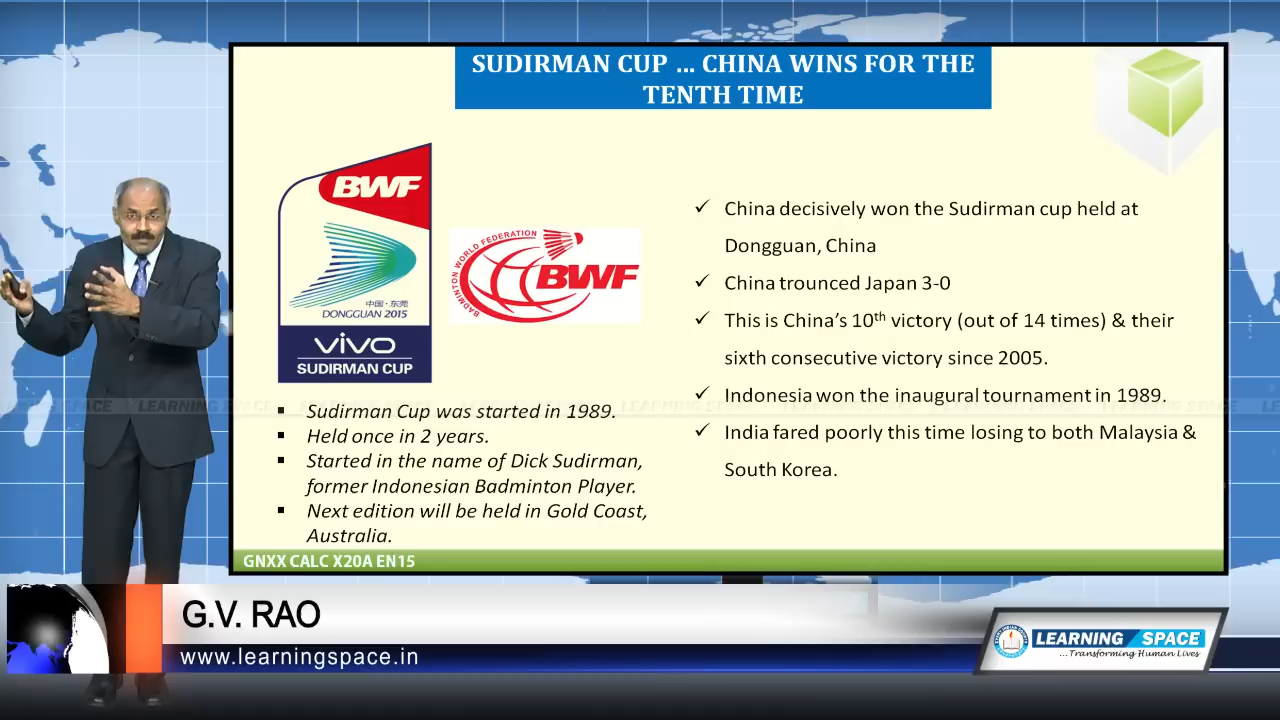 SUDIRMAN CUP ... CHINA WINS FOR THE
TENTH TIME
BWF
中国·东莞
DONGGUAN 2015
vivo
SUDIRMAN CUP
BADMINTON WORLD FEDERATION
BWF
Sudirman Cup was started in 1989.
Held once in 2 years.
Started in the name of Dick Sudirman,
former Indonesian Badminton Player.
Next edition will be held in Gold Coast,
Australia.
China decisively won the Sudirman cup held at
Dongguan, China
China trounced Japan 3-0
This is China's 10th victory (out of 14 times) & their
sixth consecutive victory since 2005.
Indonesia won the inaugural tournament in 1989.
India fared poorly this time losing to both Malaysia &
South Korea.
LEARNING SPACE
GNXX CALC X20A EN15
G.V. RAO
www.learningspace.in
LEARNING SPACE
...Transforming Human Lives